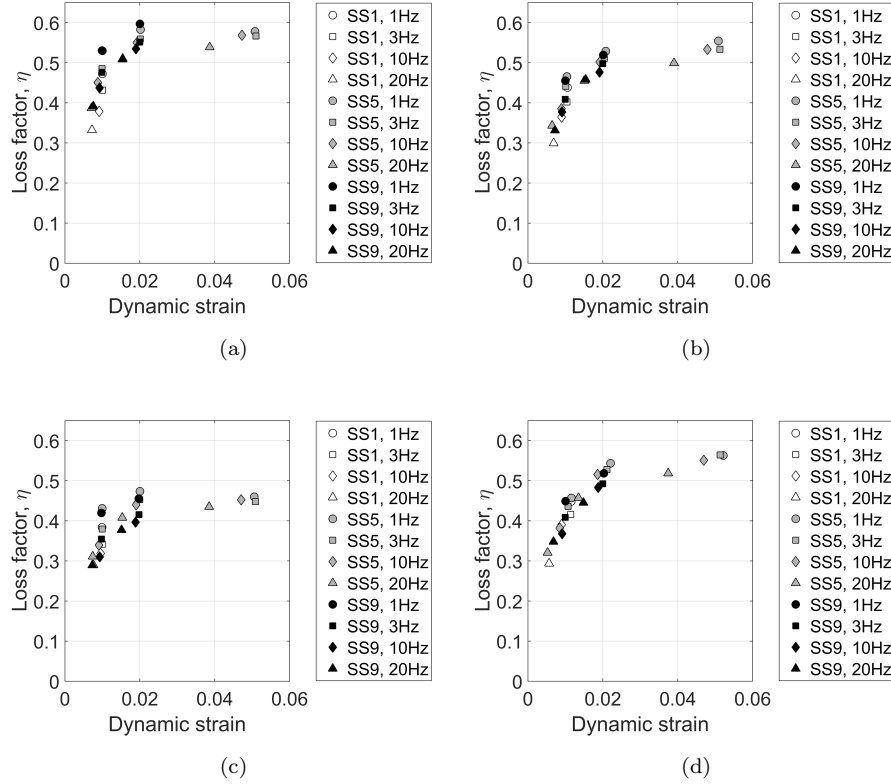 0.6
0.5
0.4
0.3
0.2
0.1
0
0 0.02 0.04 0.06
Loss factor, η
Dynamic strain
SS1, 1Hz
SS1, 3Hz
SS1, 10Hz
SS1, 20Hz
SS5, 1Hz
SS5, 3Hz
SS5, 10Hz
SS5, 20Hz
SS9, 1Hz
SS9, 3Hz
SS9, 10Hz
SS9, 20Hz
(a)
0.6
0.5
0.4
0.3
0.2
0.1
0
0 0.02 0.04 0.06
Loss factor, η
Dynamic strain
SS1, 1Hz
SS1, 3Hz
SS1, 10Hz
SS1, 20Hz
SS5, 1Hz
SS5, 3Hz
SS5, 10Hz
SS5, 20Hz
SS9, 1Hz
SS9, 3Hz
SS9, 10Hz
SS9, 20Hz
(b)
0.6
0.5
0.4
0.3
0.2
0.1
0
0 0.02 0.04 0.06
Loss factor, η
Dynamic strain
SS1, 1Hz
SS1, 3Hz
SS1, 10Hz
SS1, 20Hz
SS5, 1Hz
SS5, 3Hz
SS5, 10Hz
SS5, 20Hz
SS9, 1Hz
SS9, 3Hz
SS9, 10Hz
SS9, 20Hz
(c)
0.6
0.5
0.4
0.3
0.2
0.1
0
0 0.02 0.04 0.06
Loss factor, η
Dynamic strain
SS1, 1Hz
SS1, 3Hz
SS1, 10Hz
SS1, 20Hz
SS5, 1Hz
SS5, 3Hz
SS5, 10Hz
SS5, 20Hz
SS9, 1Hz
SS9, 3Hz
SS9, 10Hz
SS9, 20Hz
(d)